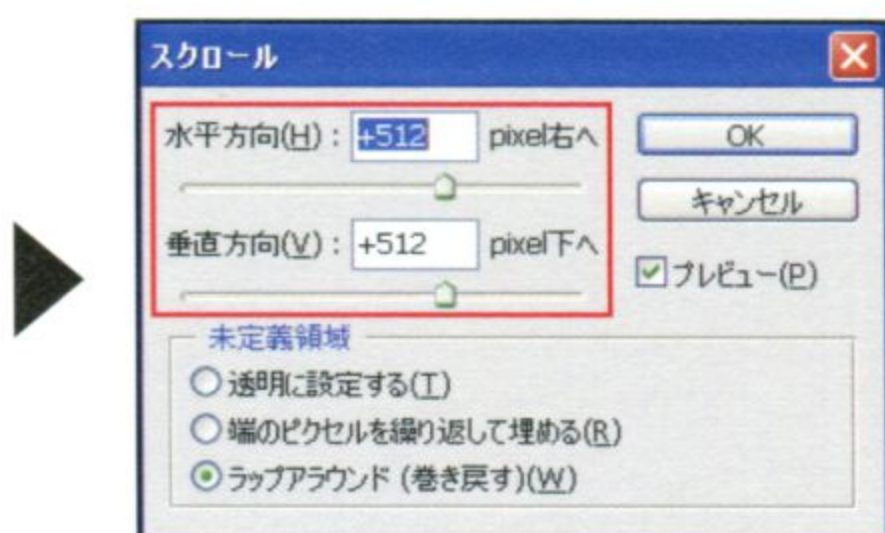 スクロール
水平方向(H) : +512 pixel右へ
OK
キャンセル
垂直方向(V) : +512 pixel下へ
プレビュー(P)
未定義領域
透明に設定する(T)
端のピクセルを繰り返して埋める(R)
ラップアラウンド (巻き戻す)(W)